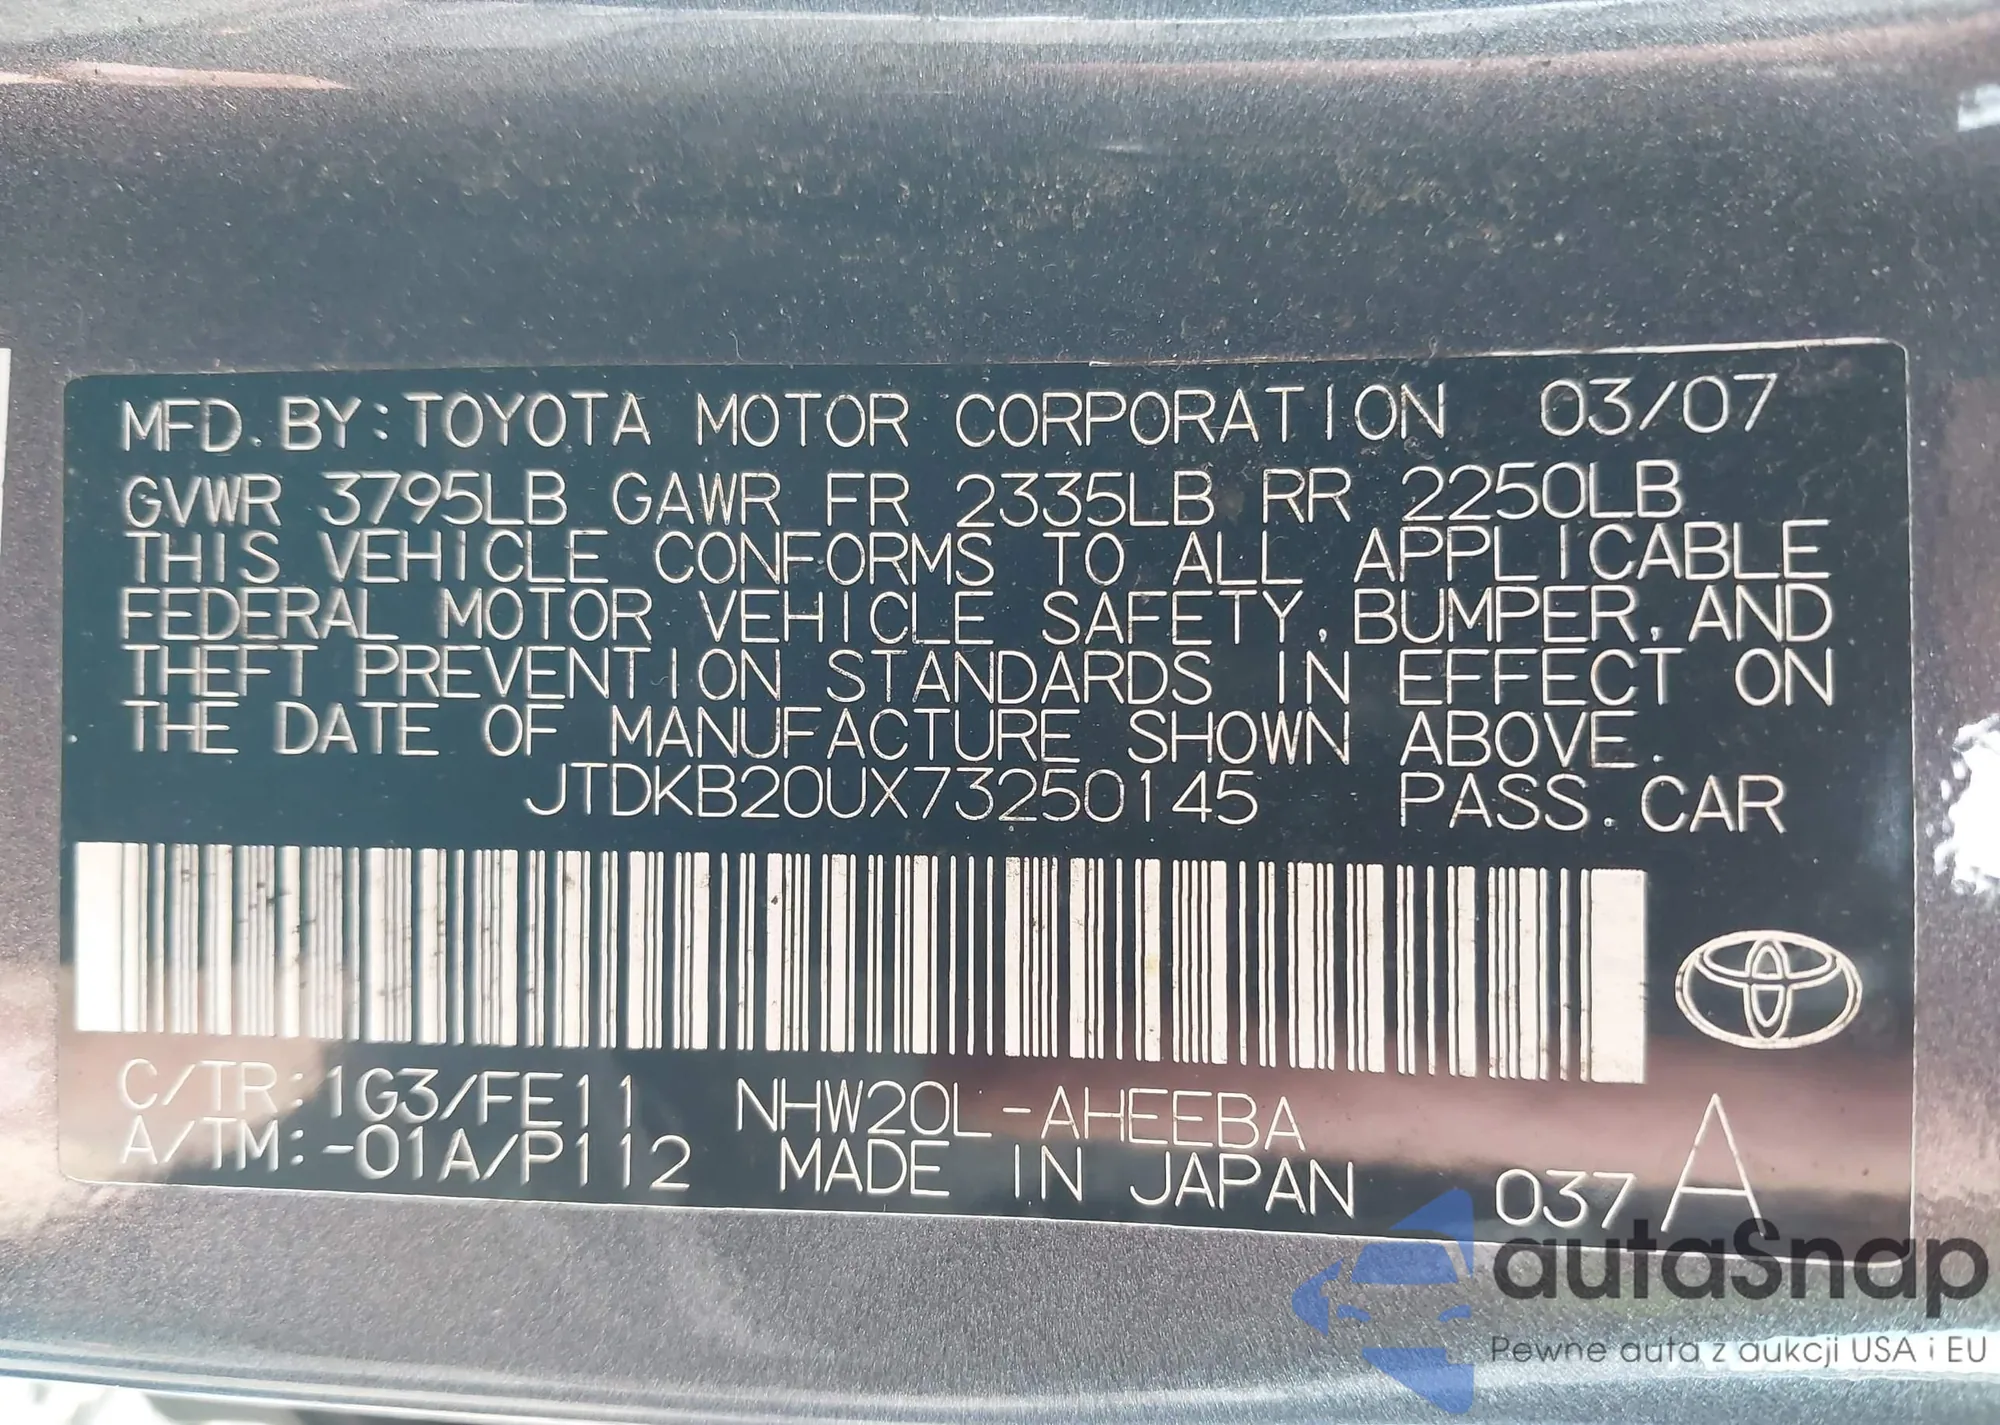 MFD. BY: TOYOTA MOTOR CORPORATION 03/07
GVWR 3795LB GAWR FR 2335LB RR 2250LB
THIS VEHICLE CONFORMS TO ALL APPLICABLE
FEDERAL MOTOR VEHICLE SAFETY, BUMPER, AND
THEFT PREVENTION STANDARDS IN EFFECT ON
THE DATE OF MANUFACTURE SHOWN ABOVE.
JTDKB20UX73250145 PASS. CAR
C/TR: 1G3/FE11 NHW20L-AHEEBA
A/TM: -01A/P112 MADE IN JAPAN 037 A
autoSnap
Pewne auta z aukcji USA i EU